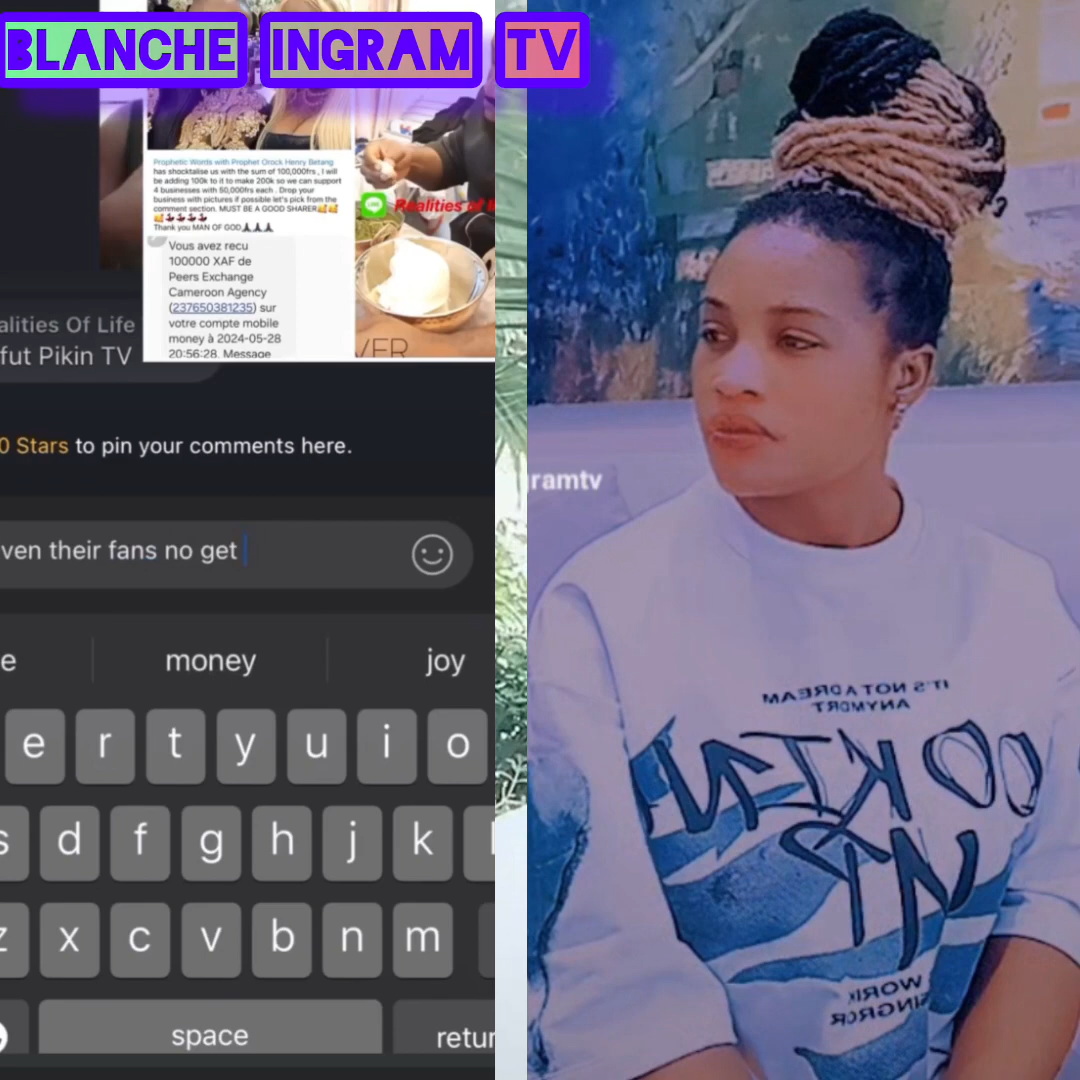 BLANCHE INGRAM TV
Prophetic Words with Prophet Orock Henry Betang
has shocktalise us with the sum of 100,000frs , I will
be adding 100k to it to make 200k so we can support
4 businesses with 50,000frs each . Drop your
business with pictures if possible let's pick from the
comment section. MUST BE A GOOD SHARER🥰🥰
🥰💃💃💃💃
Thank you MAN OF GOD🙏🙏🙏
Vous avez recu
100000 XAF de
Peers Exchange
Cameroon Agency
(237650381235) sur
votre compte mobile
money à 2024-05-28
20:56:28. Message
Realities of
VER
alities Of Life
fut Pikin TV
0 Stars to pin your comments here.
ven their fans no get
e money joy
e r t y u i o
s d f g h j k l
z x c v b n m
space retur
ramtv
IT'S NOT A DREAM
ANYMORT
OO KIM
WORK